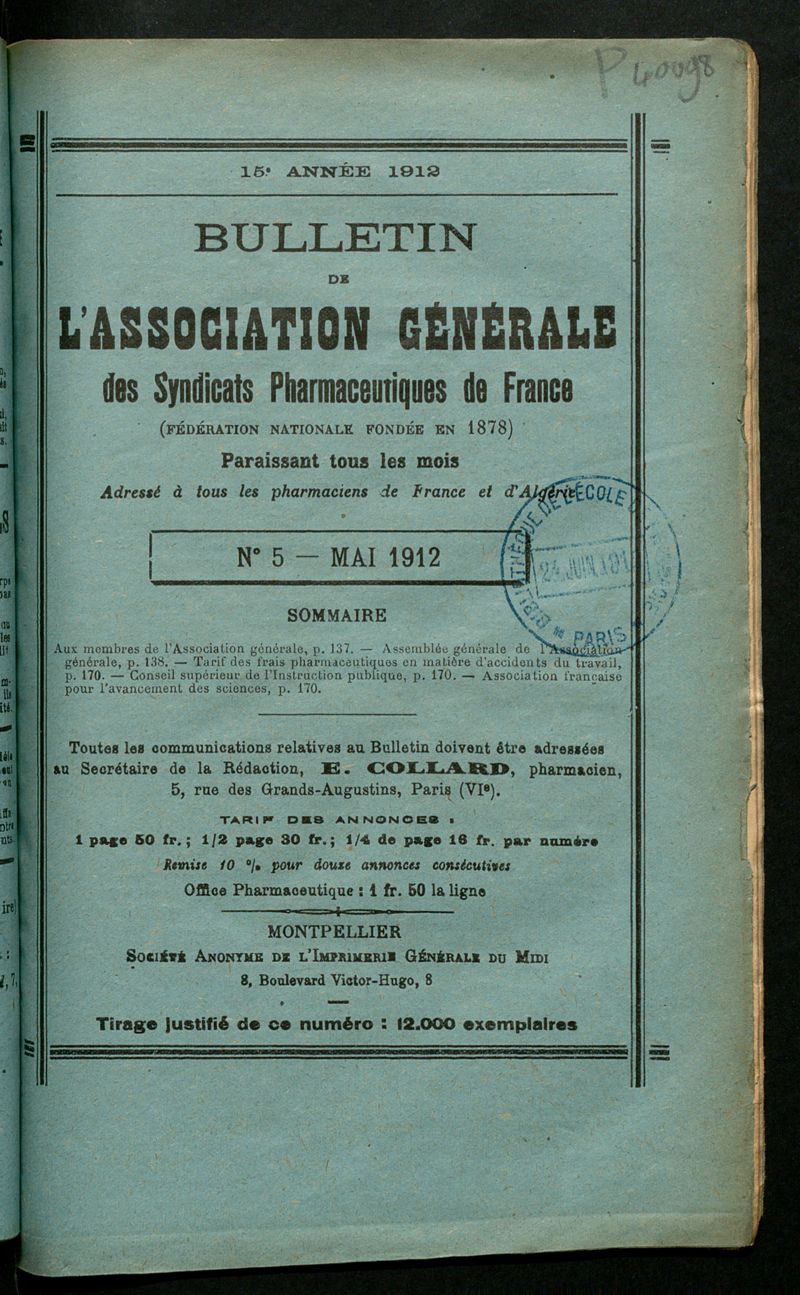 P 40098
15.e ANNÉE 1912
BULLETIN
DE
L'ASSOCIATION GÉNÉRALE
des Syndicats Pharmaceutiques de France
(FÉDÉRATION NATIONALE FONDÉE EN 1878)
Paraissant tous les mois
Adressé à tous les pharmaciens de France et d'Algérie
N° 5 — MAI 1912
SOMMAIRE
Aux membres de l'Association générale, p. 137. — Assemblée générale de l'Association
générale, p. 138. — Tarif des frais pharmaceutiques en matière d'accidents du travail,
p. 170. — Conseil supérieur de l'Instruction publique, p. 170. — Association française
pour l'avancement des sciences, p. 170.
Toutes les communications relatives au Bulletin doivent être adressées
au Secrétaire de la Rédaction, E. COLLARD, pharmacien,
5, rue des Grands-Augustins, Paris (VIe).
TARIF DES ANNONCES :
1 page 50 fr.; 1/2 page 30 fr.; 1/4 de page 16 fr. par numéro
Remise 10 % pour douze annonces consécutives
Office Pharmaceutique : 1 fr. 50 la ligne
MONTPELLIER
SOCIÉTÉ ANONYME DE L'IMPRIMERIE GÉNÉRALE DU MIDI
8, Boulevard Victor-Hugo, 8
Tirage justifié de ce numéro : 12.000 exemplaires
ÉCOLE
PARIS